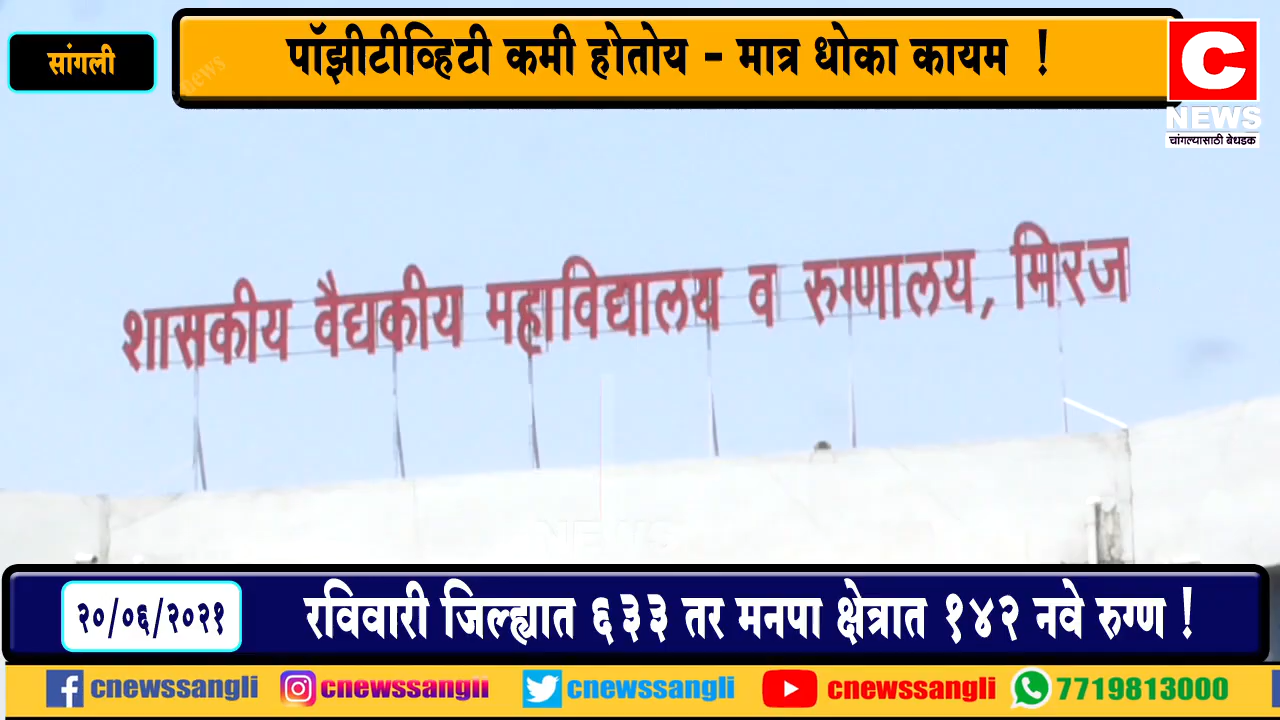 सांगली
पॉझीटीव्हिटी कमी होतोय - मात्र धोका कायम !
C
NEWS
चांगल्यासाठी बेधडक
शासकीय वैद्यकीय महाविद्यालय व रुग्णालय, मिरज
NEWS
२०/०६/२०२१
रविवारी जिल्ह्यात ६३३ तर मनपा क्षेत्रात १४२ नवे रुग्ण !
cnewssangli cnewssangli cnewssangli cnewssangli 7719813000